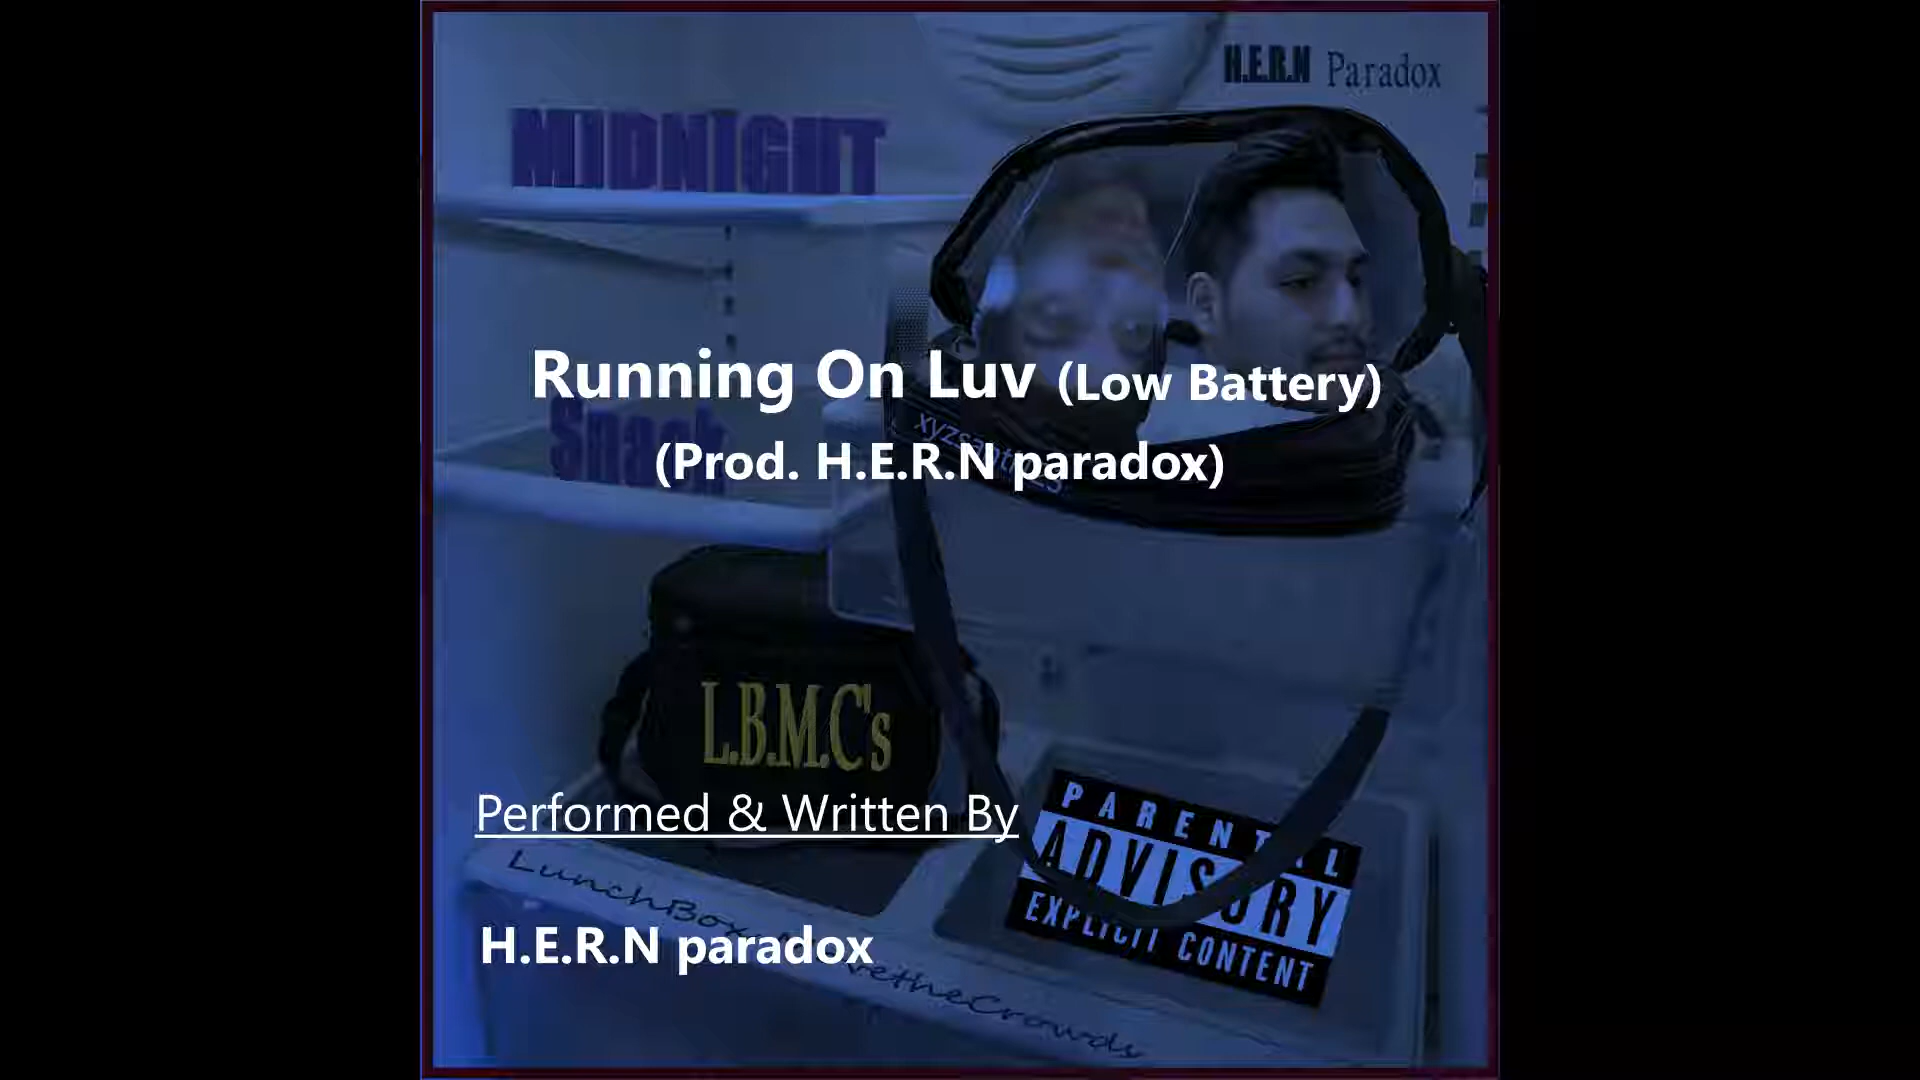 H.E.R.N Paradox
MIDNIGHT
Running On Luv (Low Battery)
Snack
(Prod. H.E.R.N paradox)
L.B.M.C's
Performed & Written By
PARENTAL
ADVISORY
EXPLICIT CONTENT
H.E.R.N paradox